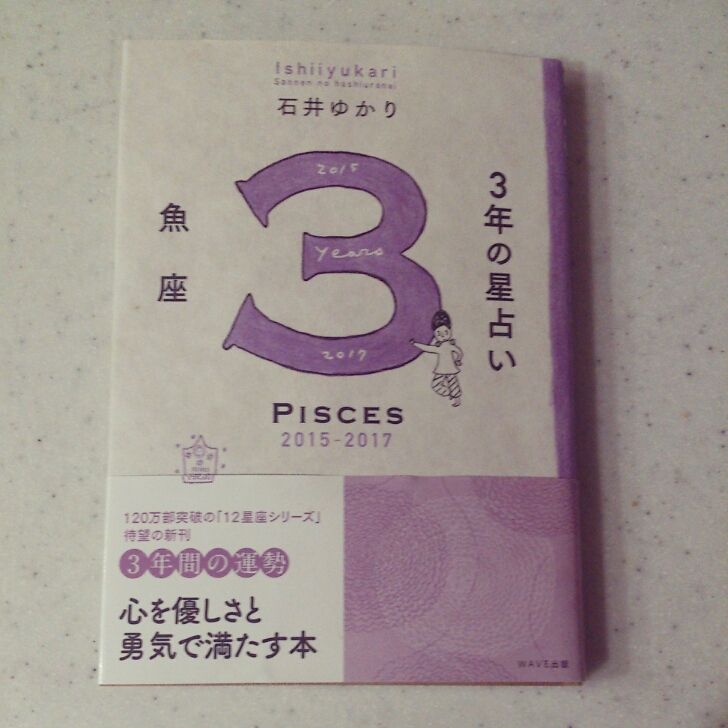 Ishiiyukari
Sannen no hoshiuranai
石井ゆかり
3年の星占い
魚座
2015
Years
2017
PISCES
2015-2017
120万部突破の「12星座シリーズ」
待望の新刊
3年間の運勢
心を優しさと
勇気で満たす本
WAVE出版